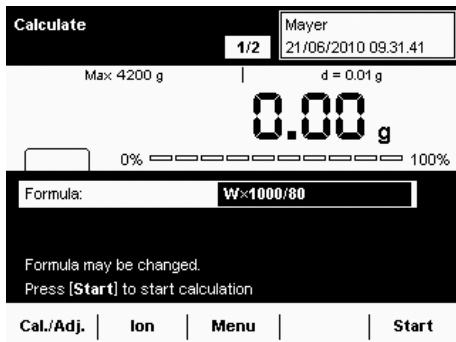 Calculate
1/2
Mayer
21/06/2010 09.31.41
Max 4200 g
d = 0.01 g
0.00 g
0% 100%
Formula: W×1000/80
Formula may be changed.
Press [Start] to start calculation
Cal./Adj. Ion Menu Start